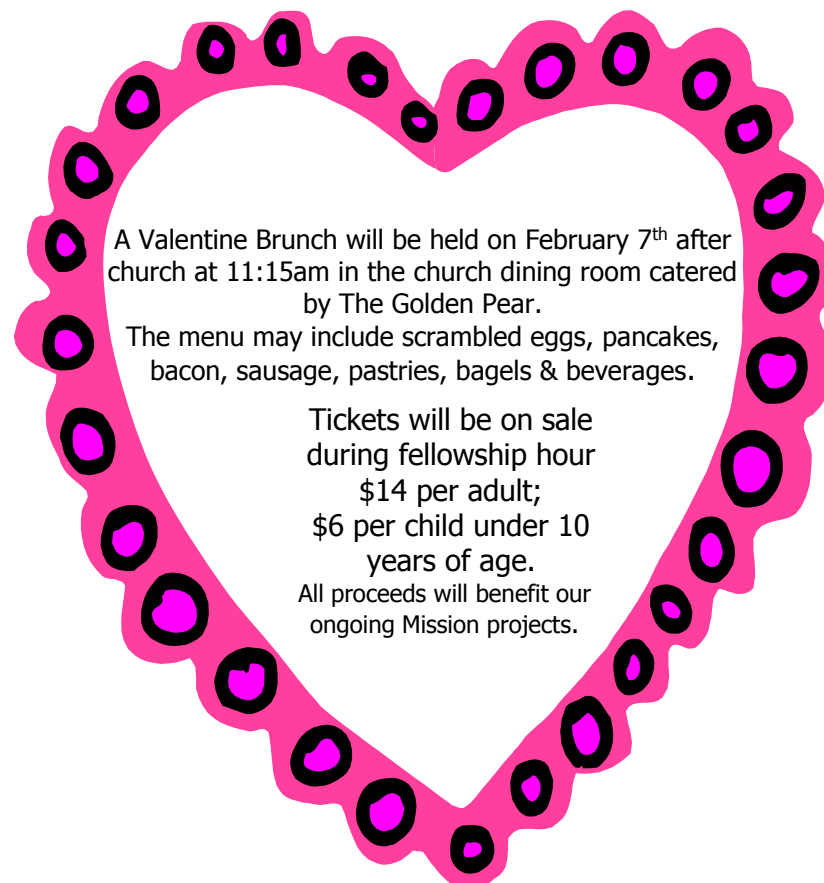 A Valentine Brunch will be held on February 7th after
church at 11:15am in the church dining room catered
by The Golden Pear.
The menu may include scrambled eggs, pancakes,
bacon, sausage, pastries, bagels & beverages.
Tickets will be on sale
during fellowship hour
$14 per adult;
$6 per child under 10
years of age.
All proceeds will benefit our
ongoing Mission projects.